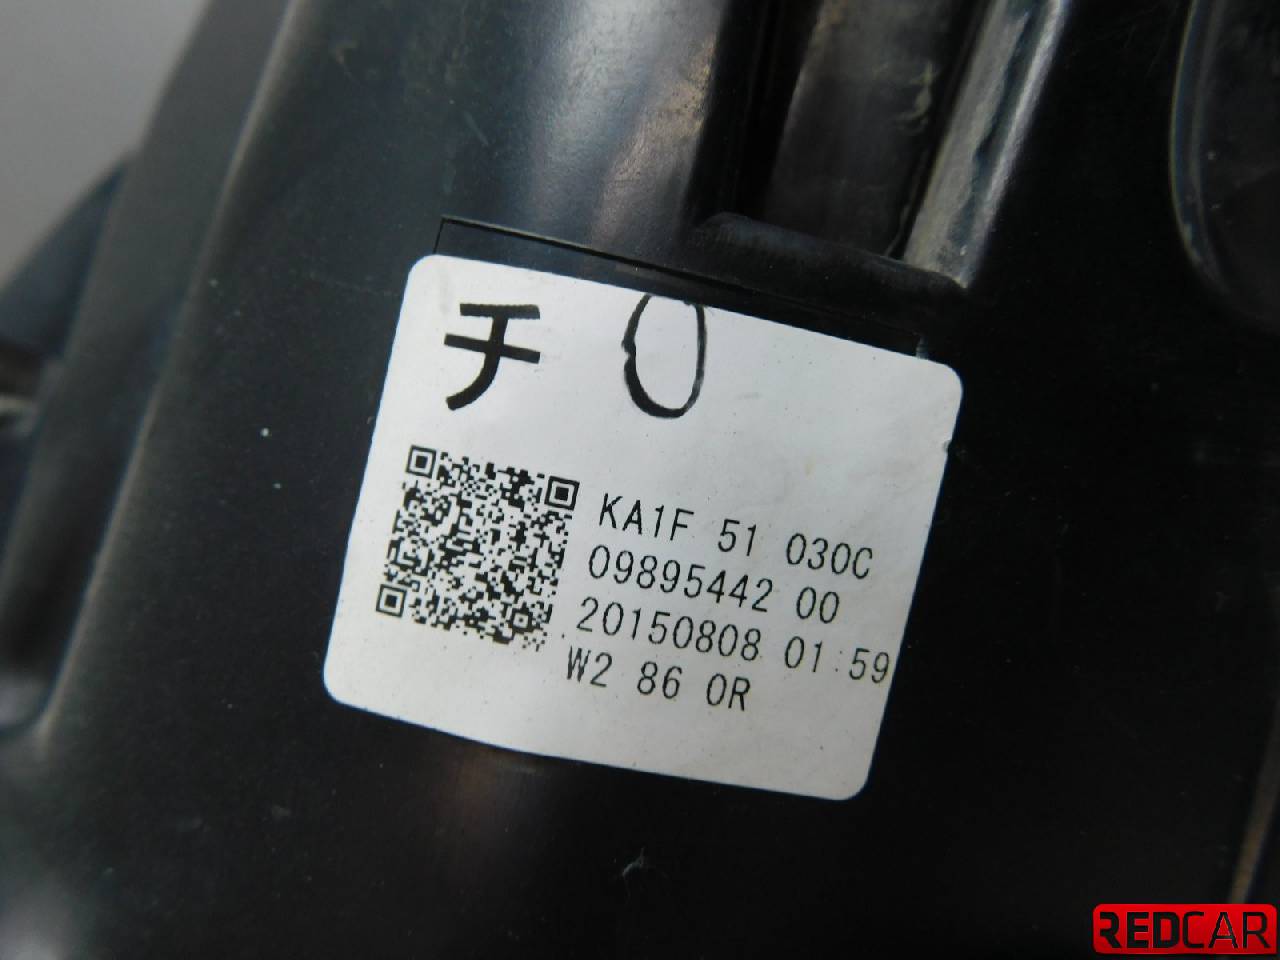 チ 0
KA1F 51 030C
09895442 00
20150808 01:59
W2 86 0R
REDCAR